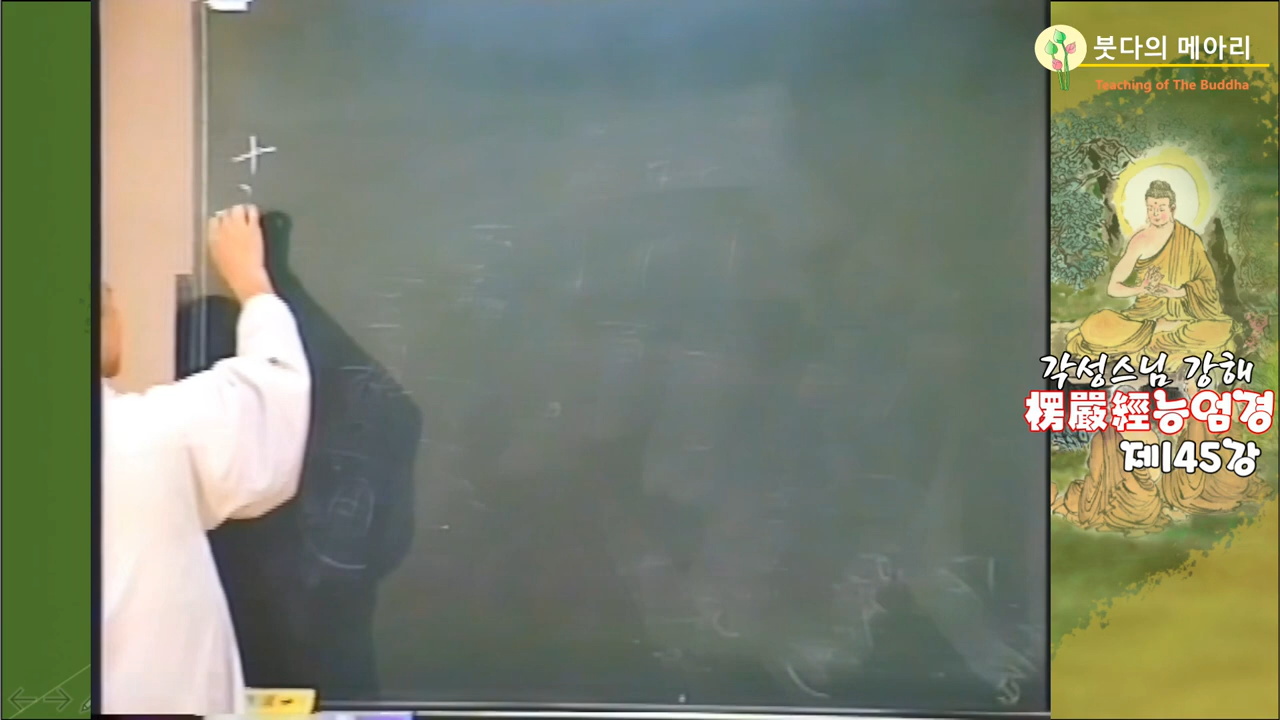 十
붓다의 메아리
Teaching of The Buddha
각성스님 강해
楞嚴經능엄경
제145강